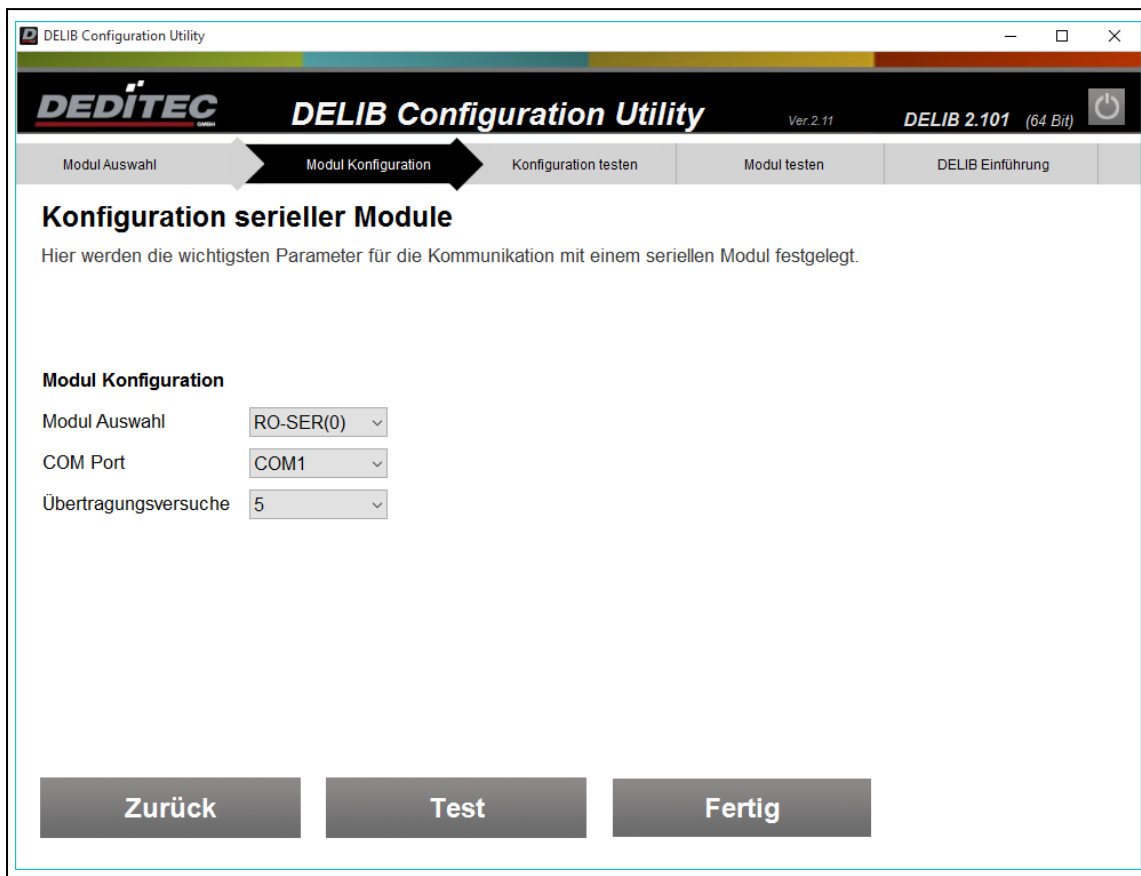 DELIB Configuration Utility
DEDITEC
GMBH
DELIB Configuration Utility
Ver.2.11
DELIB 2.101 (64 Bit)
Modul Auswahl
Modul Konfiguration
Konfiguration testen
Modul testen
DELIB Einführung
Konfiguration serieller Module
Hier werden die wichtigsten Parameter für die Kommunikation mit einem seriellen Modul festgelegt.
Modul Konfiguration
Modul Auswahl RO-SER(0)
COM Port COM1
Übertragungsversuche 5
Zurück
Test
Fertig